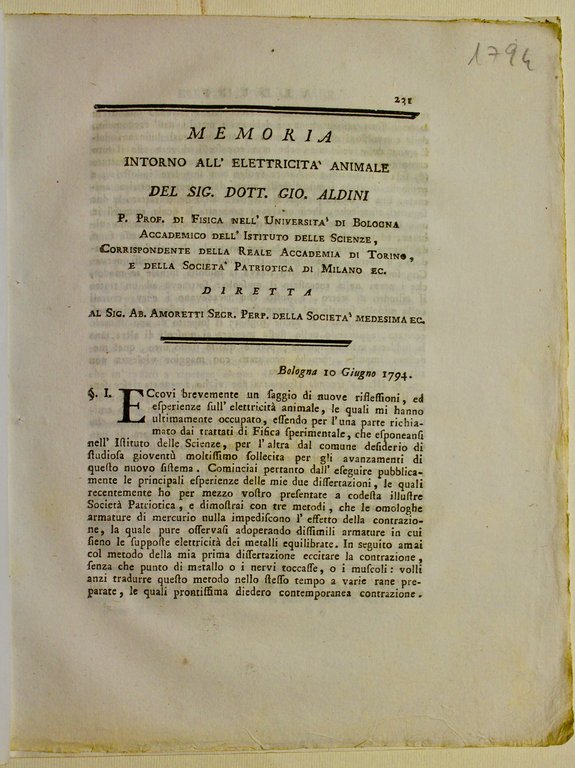 1794
231
MEMORIA
INTORNO ALL' ELETTRICITA' ANIMALE
DEL SIG. DOTT. GIO. ALDINI
P. PROF. DI FISICA NELL' UNIVERSITA' DI BOLOGNA
ACCADEMICO DELL' ISTITUTO DELLE SCIENZE,
CORRISPONDENTE DELLA REALE ACCADEMIA DI TORINO,
E DELLA SOCIETA' PATRIOTICA DI MILANO EC.
DIRETTA
AL SIG. AB. AMORETTI SEGR. PERP. DELLA SOCIETA' MEDESIMA EC.
Bologna 10 Giugno 1794.
§. I. ECcovi brevemente un ſaggio di nuove rifleſſioni, ed
eſperienze ſull' elettricità animale, le quali mi hanno
ultimamente occupato, eſſendo per l'una parte richia-
mato dai trattati di Fiſica ſperimentale, che eſponeanſi
nell' Iſtituto delle Scienze, per l'altra dal comune deſiderio di
ſtudioſa gioventù moltiſſimo ſollecita per gli avanzamenti di
queſto nuovo ſiſtema. Cominciai pertanto dall' eſeguire pubblica-
mente le principali eſperienze delle mie due diſſertazioni, le quali
recentemente ho per mezzo voſtro preſentate a codeſta illuſtre
Società Patriotica, e dimoſtrai con tre metodi, che le omologhe
armature di mercurio nulla impediſcono l' effetto della contrazio-
ne, la quale pure oſſervaſi adoperando diſſimili armature in cui
ſieno le ſuppoſte elettricità dei metalli equilibrate. In ſeguito amai
col metodo della mia prima diſſertazione eccitare la contrazione,
ſenza che punto di metallo o i nervi toccaſſe, o i muſcoli: volli
anzi tradurre queſto metodo nello ſteſſo tempo a varie rane pre-
parate, le quali prontiſſima diedero contemporanea contrazione.